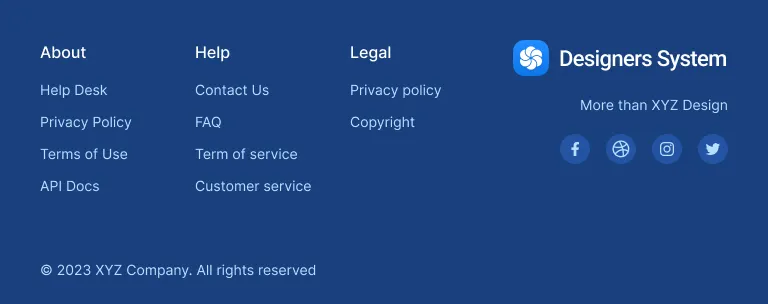 About
Help Desk
Privacy Policy
Terms of Use
API Docs
Help
Contact Us
FAQ
Term of service
Customer service
Legal
Privacy policy
Copyright
Designers System
More than XYZ Design
© 2023 XYZ Company. All rights reserved